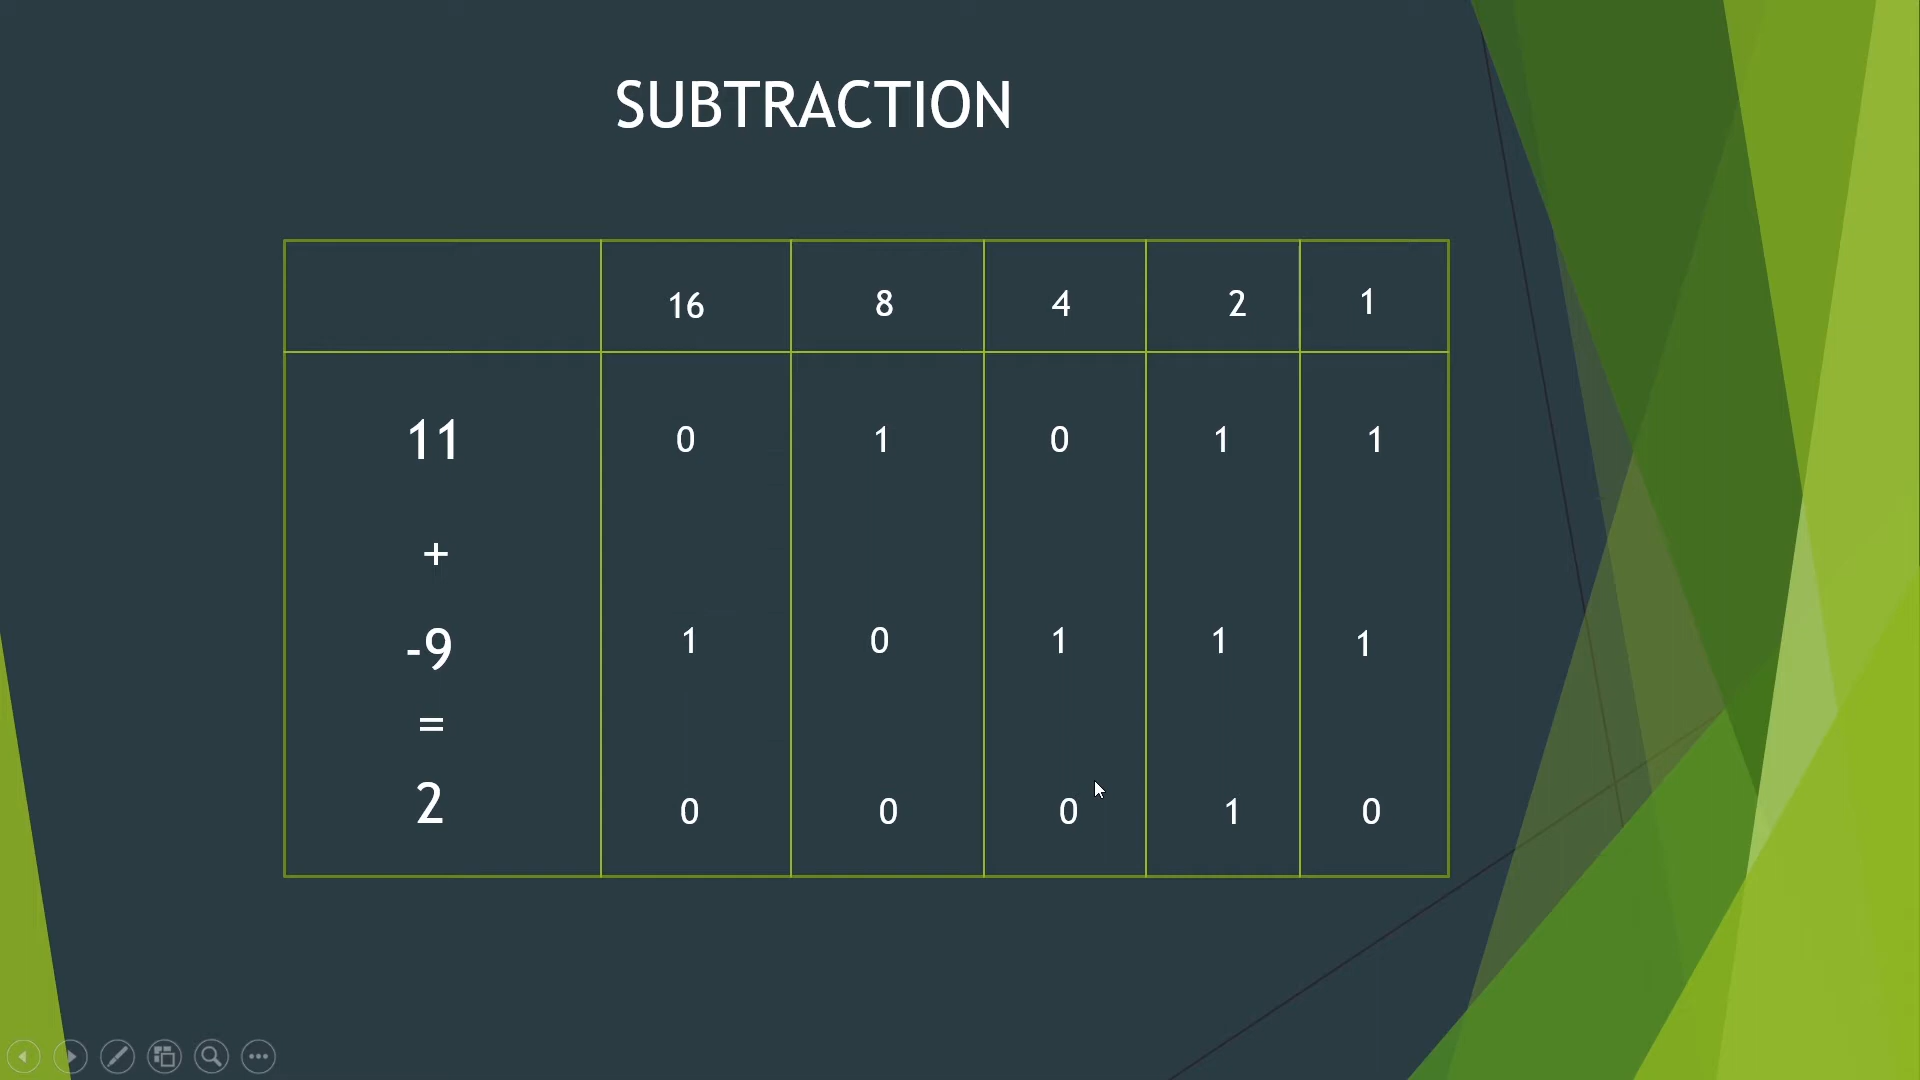 SUBTRACTION
16 8 4 2 1
11 0 1 0 1 1
+
-9 1 0 1 1 1
=
2 0 0 0 1 0